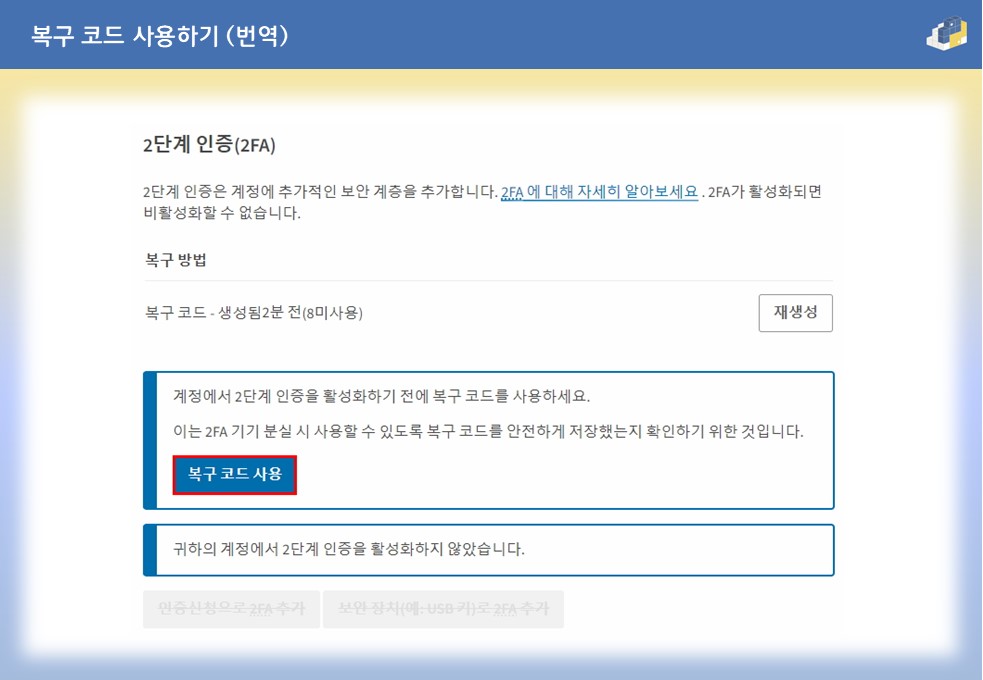 복구 코드 사용하기 (번역)
2단계 인증(2FA)
2단계 인증은 계정에 추가적인 보안 계층을 추가합니다. 2FA 에 대해 자세히 알아보세요 . 2FA가 활성화되면
비활성화할 수 없습니다.
복구 방법
복구 코드 - 생성됨2분 전(8미사용)
재생성
계정에서 2단계 인증을 활성화하기 전에 복구 코드를 사용하세요.
이는 2FA 기기 분실 시 사용할 수 있도록 복구 코드를 안전하게 저장했는지 확인하기 위한 것입니다.
복구 코드 사용
귀하의 계정에서 2단계 인증을 활성화하지 않았습니다.
인증신청으로 2FA 추가
보안 장치(예: USB 키)로 2FA 추가